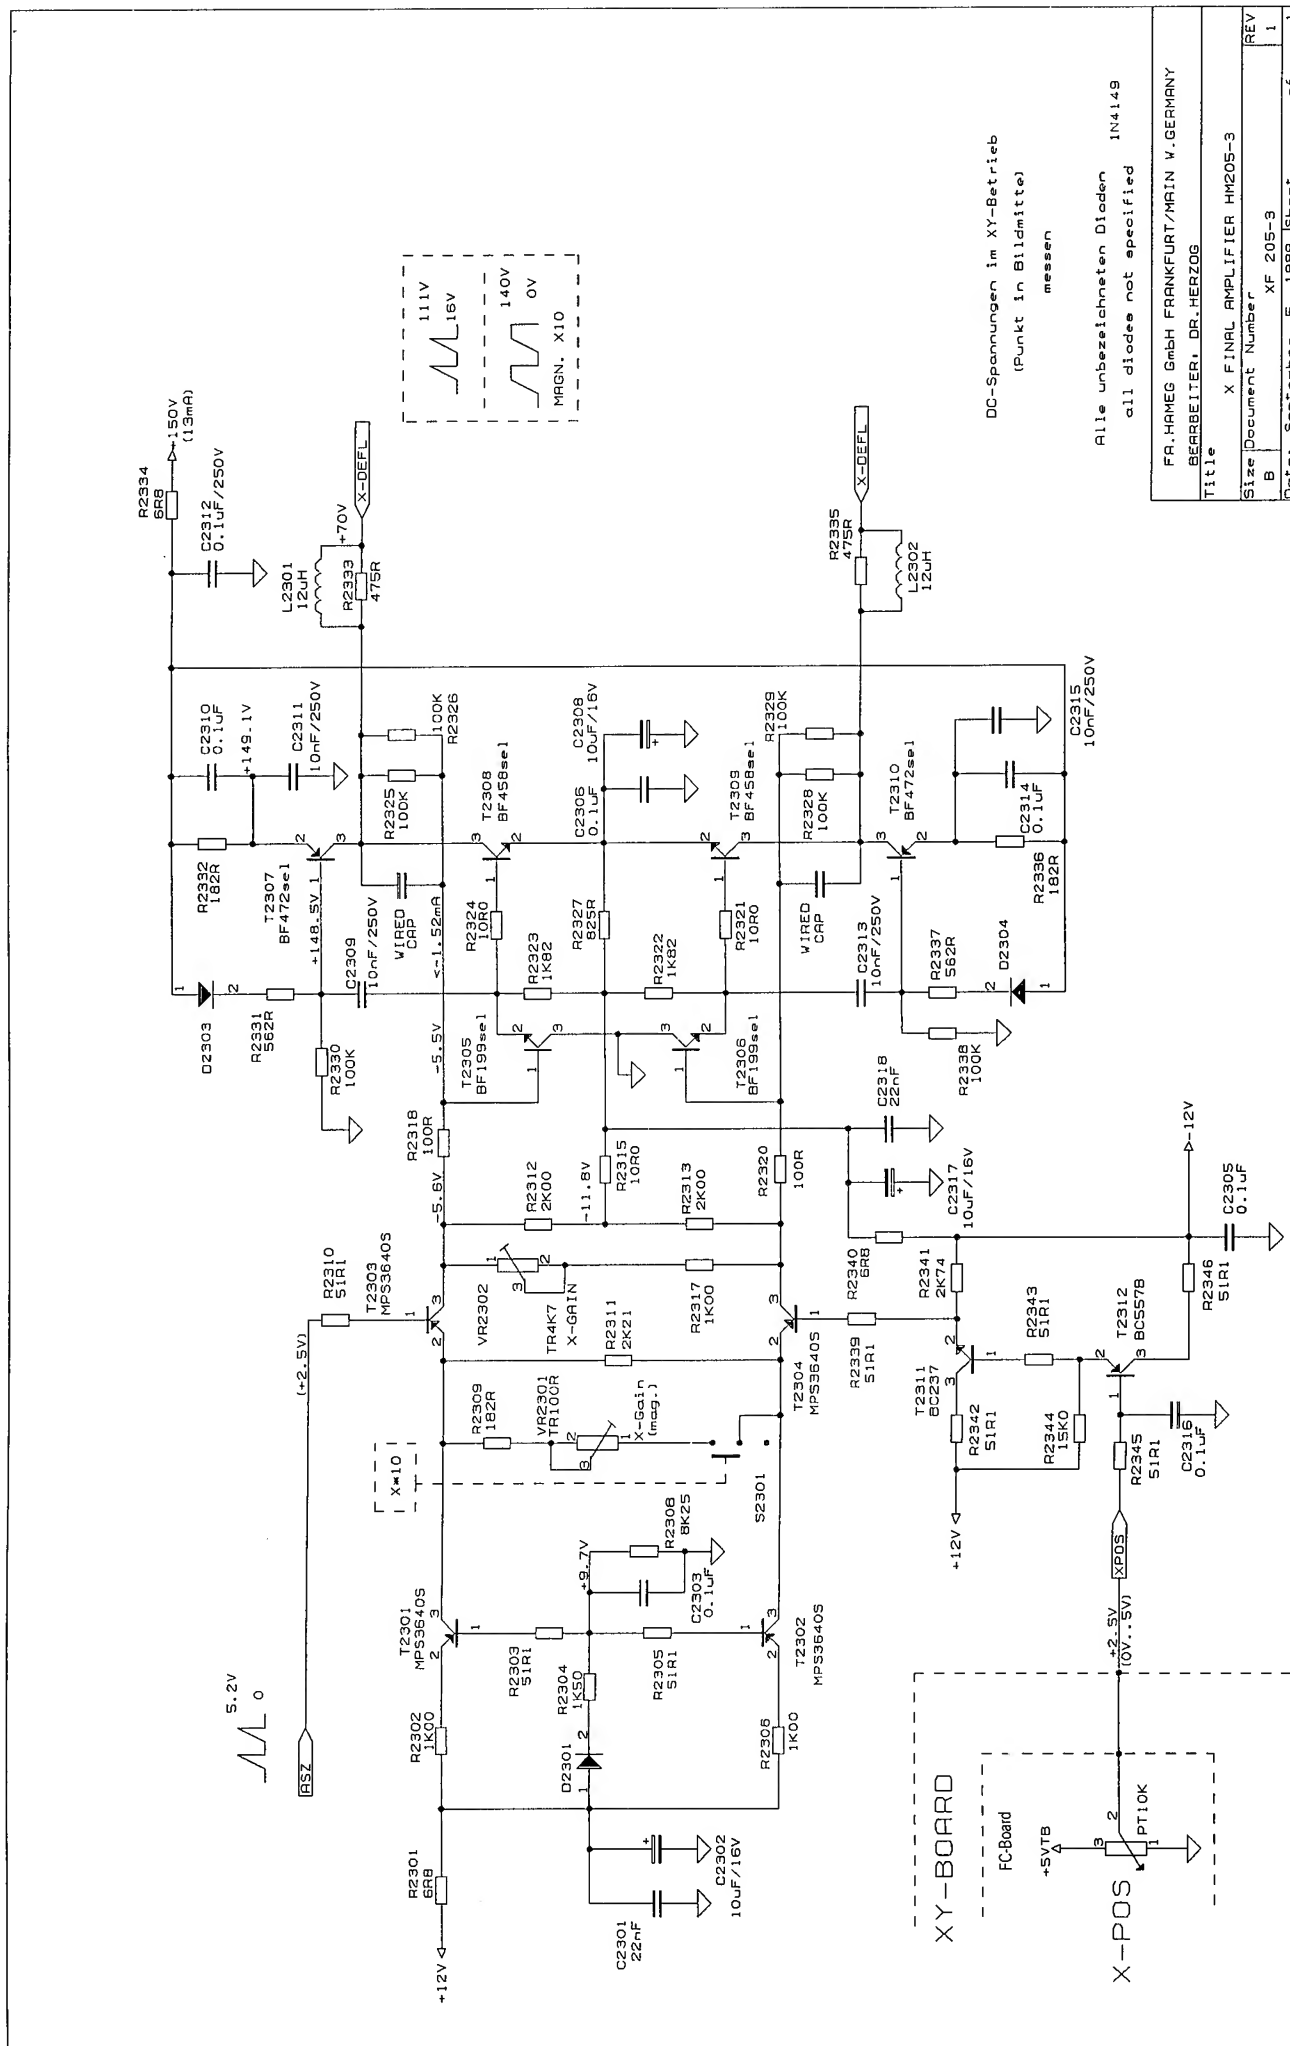 +150V
(13mA)
R2334
6R8
C2312
0.1uF/250V
L2301
12uH
+70V
R2333
475R
X-DEFL
111V
16V
140V
0V
MAGN. X10
C2310
0.1uF
+149.1V
C2311
10nF/250V
R2332
182R
T2307
BF472sel
+148.5V
D2303
R2331
562R
R2330
100K
C2309
10nF/250V
WIRED
CAP
R2325
100K
100K
R2326
<~1.52mA
-5.5V
T2308
BF458sel
R2324
10R0
R2323
1K82
T2305
BF199sel
C2306
0.1uF
C2308
10uF/16V
R2327
825R
R2322
1K82
R2321
10R0
T2309
BF458sel
T2306
BF199sel
R2329
100K
R2328
100K
WIRED
CAP
C2313
10nF/250V
T2310
BF472sel
R2335
475R
L2302
12uH
X-DEFL
C2315
10nF/250V
C2314
0.1uF
R2336
182R
R2337
562R
D2304
R2338
100K
R2318
100R
-5.6V
R2312
2K00
-11.8V
R2315
10R0
R2313
2K00
R2320
100R
C2318
22nF
C2317
10uF/16V
-12V
C2305
0.1uF
R2310
51R1
T2303
MPS3640S
(+2.5V)
VR2302
TR4K7
X-GAIN
R2317
1K00
R2311
2K21
T2304
MPS3640S
R2340
6R8
R2341
2K74
R2339
51R1
R2343
51R1
T2312
BC557B
R2346
51R1
T2311
BC237
R2342
51R1
R2344
15K0
R2345
51R1
C2316
0.1uF
+12V
XPOS
+2.5V
(0V..5V)
R2309
182R
VR2301
TR100R
X-Gain
(mag.)
X*10
S2301
+9.7V
R2308
8K25
C2303
0.1uF
T2301
MPS3640S
R2303
51R1
R2304
1K50
R2305
51R1
T2302
MPS3640S
5.2V
0
ASZ
R2302
1K00
D2301
R2306
1K00
R2301
6R8
+12V
C2301
22nF
C2302
10uF/16V
XY-BOARD
FC-Board
+5VTB
PT10K
X-POS
DC-Spannungen im XY-Betrieb
(Punkt in Bildmitte)
messen
Alle unbezeichneten Dioden
all diodes not specified 1N4149
FA.HAMEG GmbH FRANKFURT/MAIN W.GERMANY
BEARBEITER: DR.HERZOG
Title
X FINAL AMPLIFIER HM205-3
Size Document Number REV
B XF 205-3 1